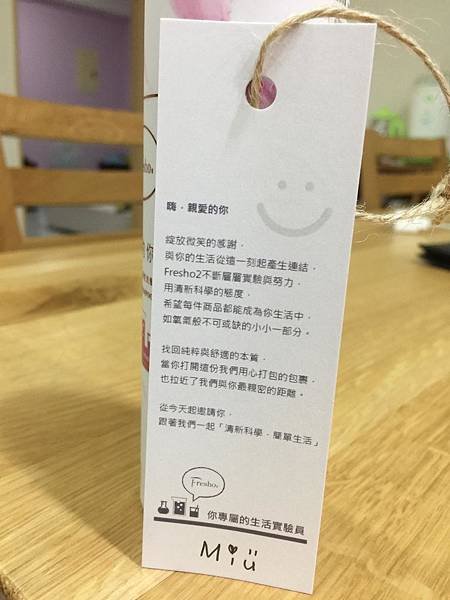 嗨，親愛的你
綻放微笑的感謝，
與你的生活從這一刻起產生連結，
Fresho2不斷層層實驗與努力，
用清新科學的態度，
希望每件商品都能成為你生活中，
如氧氣般不可或缺的小小一部分。
找回純粹與舒適的本質，
當你打開這份我們用心打包的包裹，
也拉近了我們與你最親密的距離。
從今天起邀請你，
跟著我們一起「清新科學，簡單生活」
Fresho2
你專屬的生活實驗員
Miü